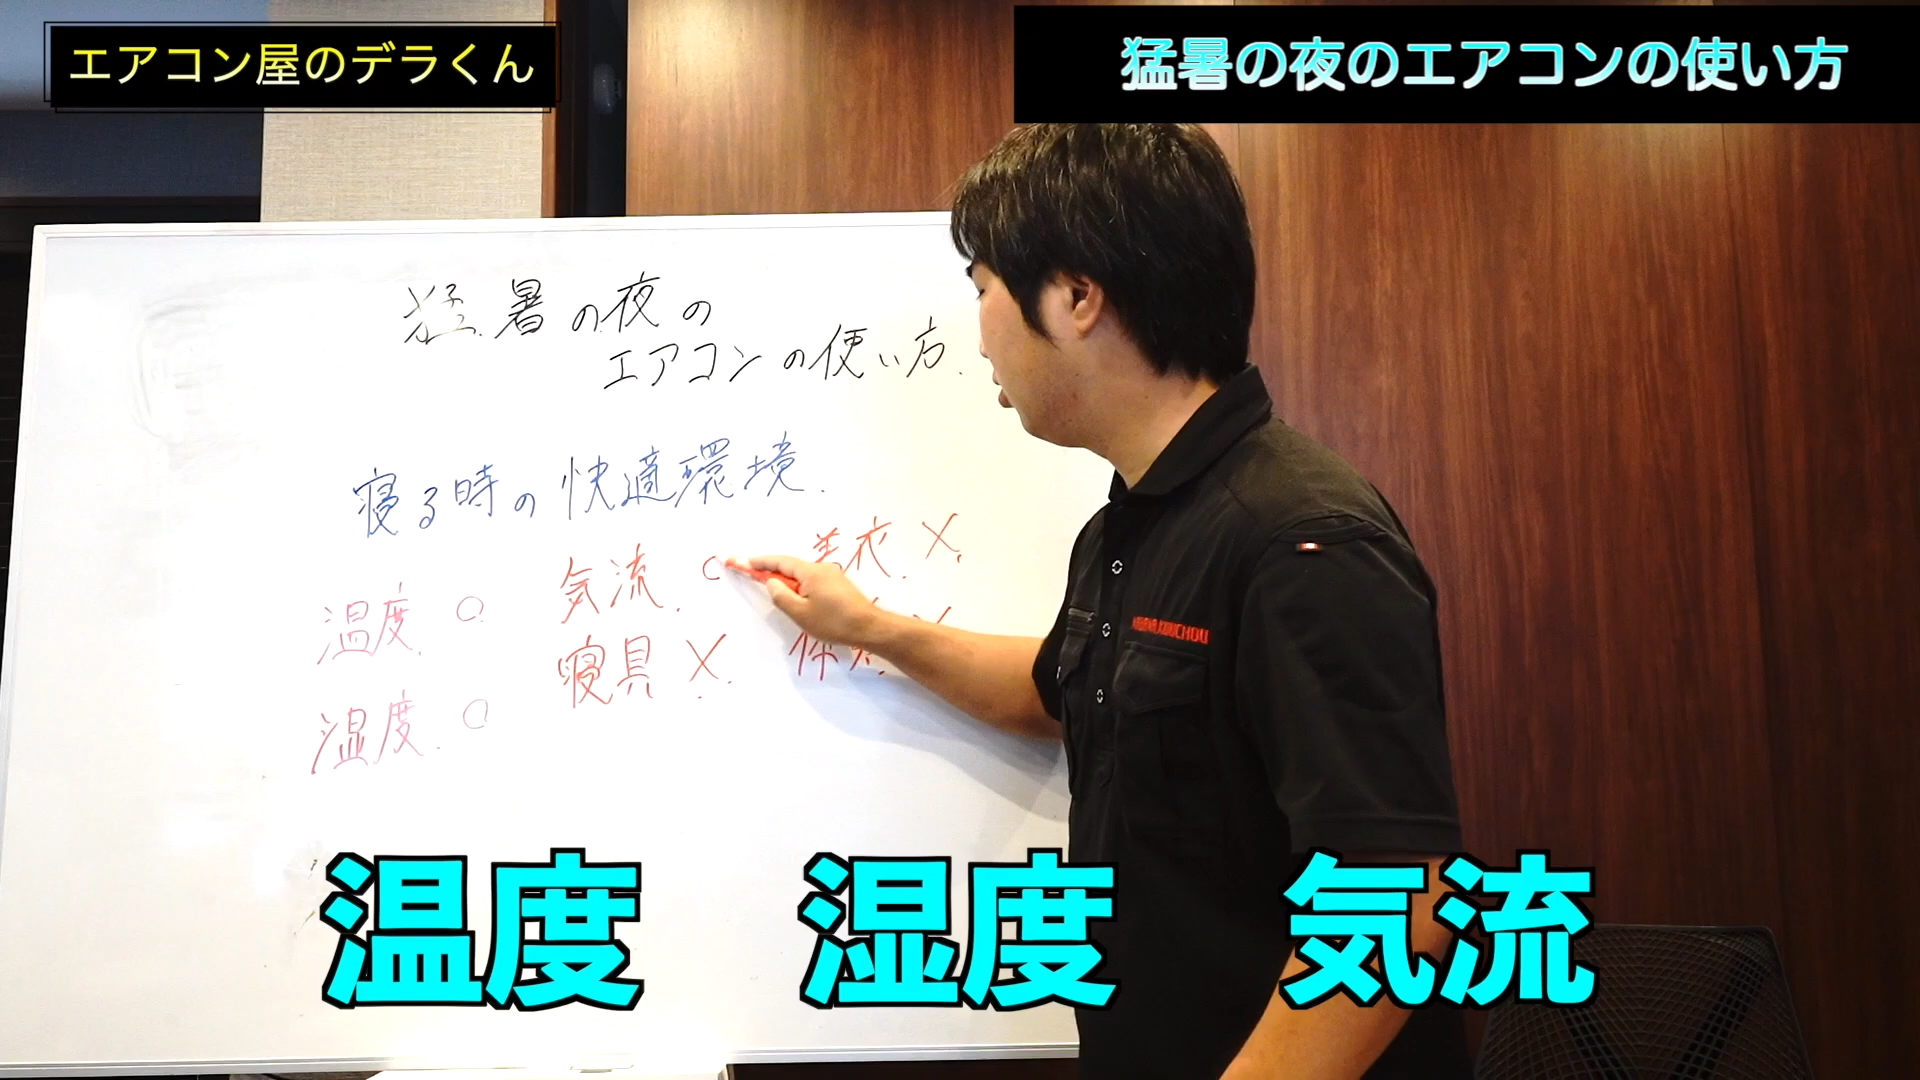 エアコン屋のデラくん
猛暑の夜のエアコンの使い方
猛暑の夜の
エアコンの使い方.
寝る時の快適環境.
温度. ○ 気流. ○ 着衣. ×.
湿度. ○ 寝具 ×.
温度 湿度 気流